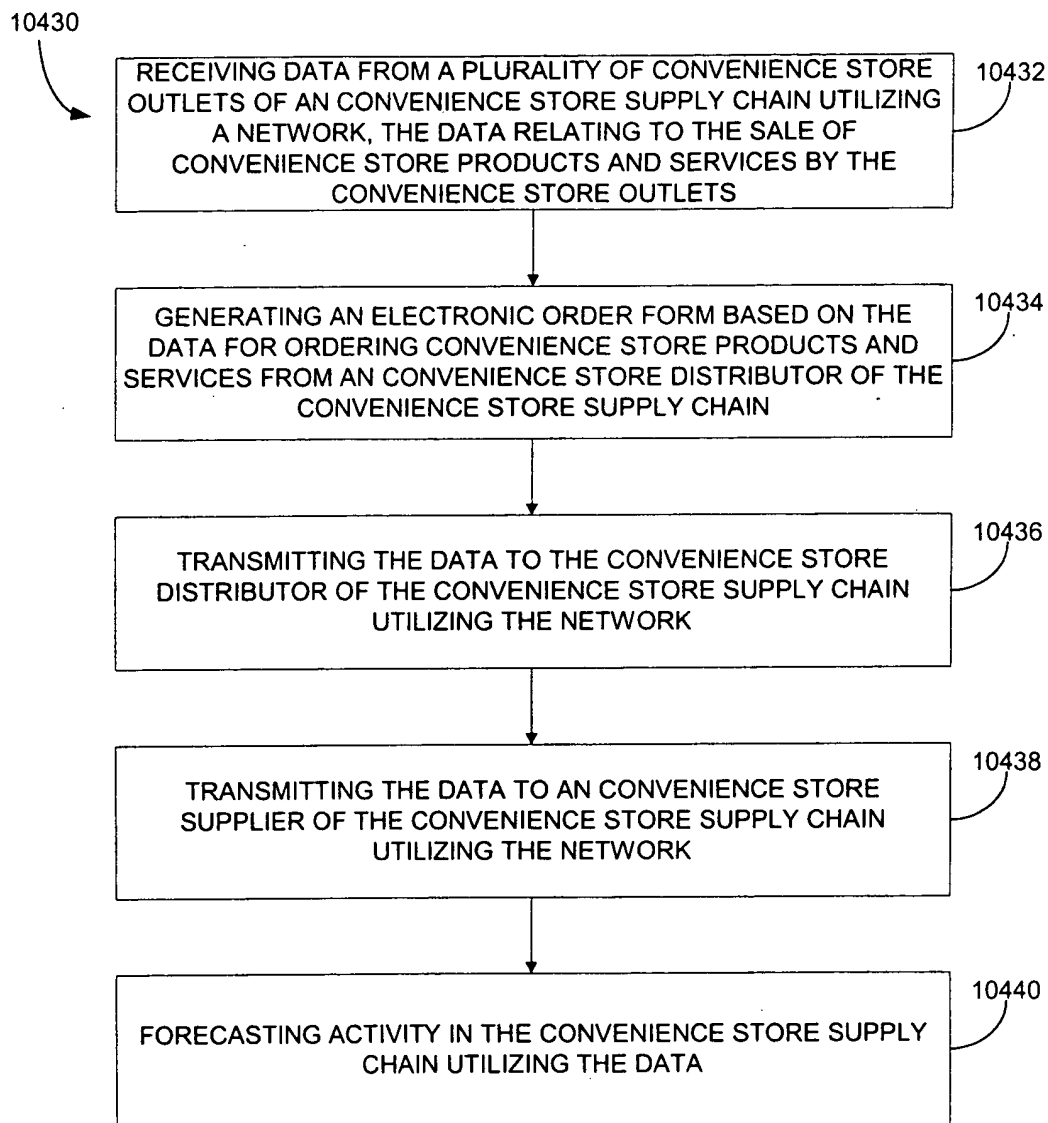 10430
RECEIVING DATA FROM A PLURALITY OF CONVENIENCE STORE
OUTLETS OF AN CONVENIENCE STORE SUPPLY CHAIN UTILIZING
A NETWORK, THE DATA RELATING TO THE SALE OF
CONVENIENCE STORE PRODUCTS AND SERVICES BY THE
CONVENIENCE STORE OUTLETS
10432
GENERATING AN ELECTRONIC ORDER FORM BASED ON THE
DATA FOR ORDERING CONVENIENCE STORE PRODUCTS AND
SERVICES FROM AN CONVENIENCE STORE DISTRIBUTOR OF THE
CONVENIENCE STORE SUPPLY CHAIN
10434
TRANSMITTING THE DATA TO THE CONVENIENCE STORE
DISTRIBUTOR OF THE CONVENIENCE STORE SUPPLY CHAIN
UTILIZING THE NETWORK
10436
TRANSMITTING THE DATA TO AN CONVENIENCE STORE
SUPPLIER OF THE CONVENIENCE STORE SUPPLY CHAIN
UTILIZING THE NETWORK
10438
FORECASTING ACTIVITY IN THE CONVENIENCE STORE SUPPLY
CHAIN UTILIZING THE DATA
10440